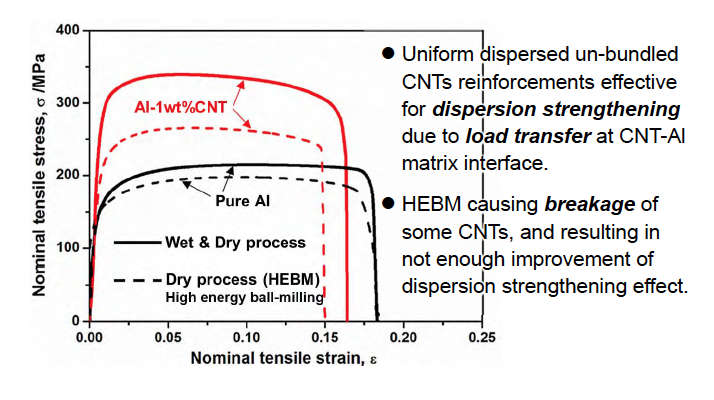 400
300
200
100
0
0.00
0.05
0.10
0.15
0.20
0.25
Nominal tensile stress, σ /MPa
Nominal tensile strain, ε
Al-1wt%CNT
Pure Al
Wet & Dry process
Dry process (HEBM)
High energy ball-milling
● Uniform dispersed un-bundled
CNTs reinforcements effective
for dispersion strengthening
due to load transfer at CNT-Al
matrix interface.
● HEBM causing breakage of
some CNTs, and resulting in
not enough improvement of
dispersion strengthening effect.